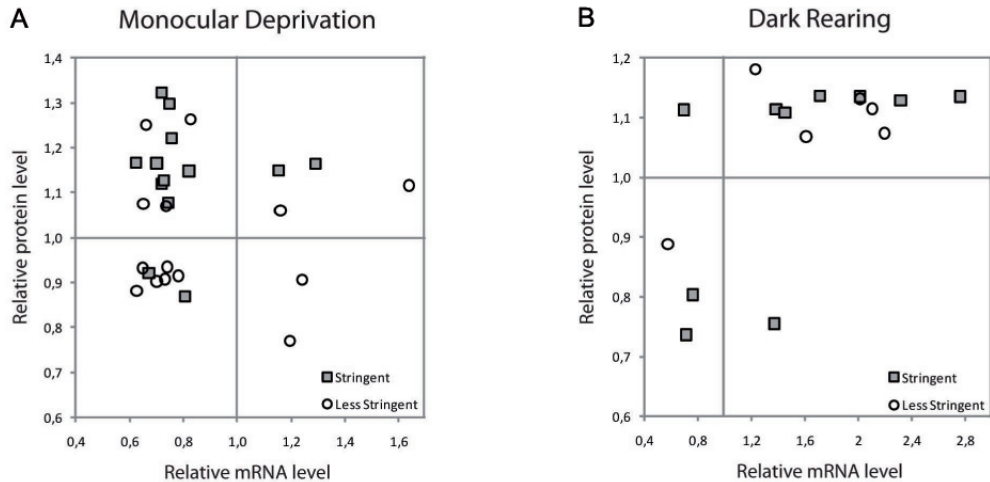 A
Monocular Deprivation
1,4
1,3
1,2
1,1
1,0
0,9
0,8
0,7
0,6
Relative protein level
Stringent
Less Stringent
0,4
0,6
0,8
1,0
1,2
1,4
1,6
Relative mRNA level
B
Dark Rearing
1,2
1,1
1,0
0,9
0,8
0,7
0,6
Relative protein level
Stringent
Less Stringent
0,4
0,8
1,2
1,6
2
2,4
2,8
Relative mRNA level